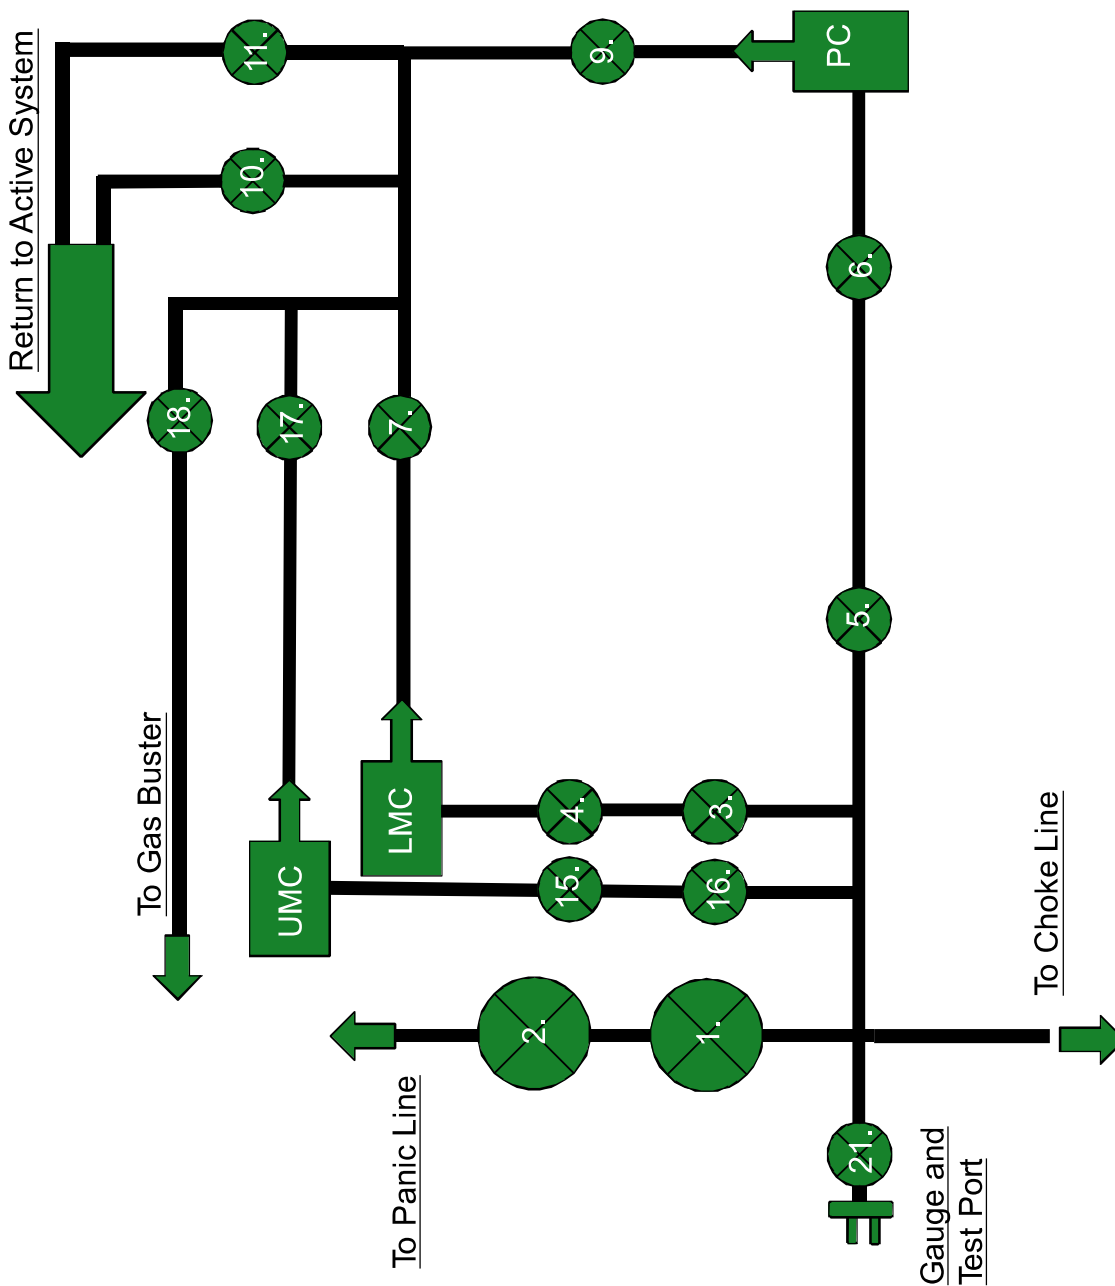 Return to Active System
To Gas Buster
18.
10.
11.
UMC
17.
To Panic Line
LMC
7.
2.
15.
4.
9.
1.
16.
3.
PC
21.
5.
6.
Gauge and
Test Port
To Choke Line